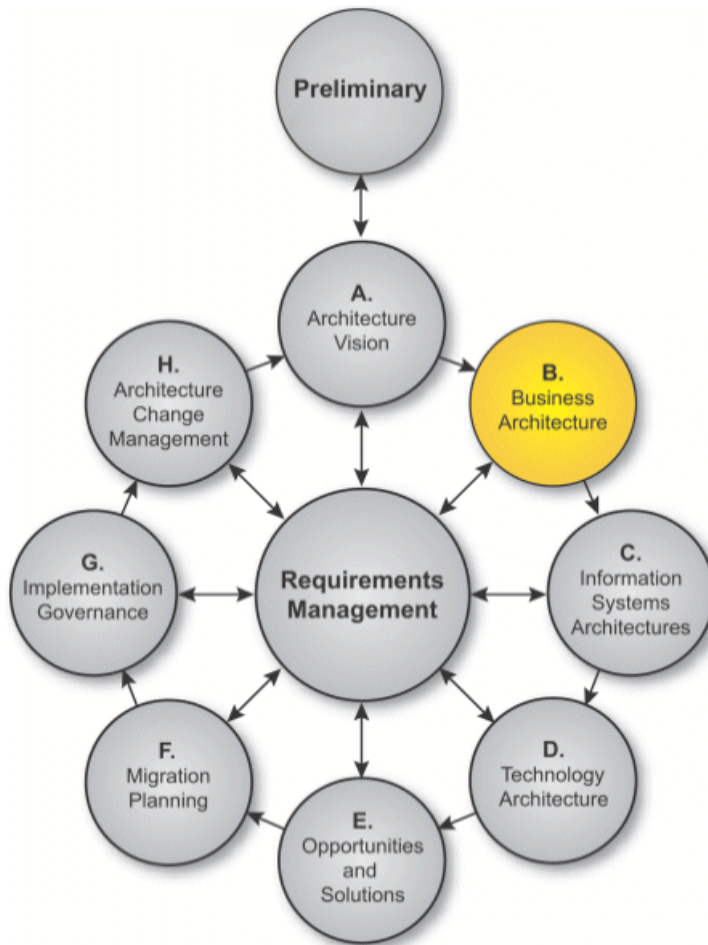 Preliminary
A.
Architecture
Vision
B.
Business
Architecture
C.
Information
Systems
Architectures
D.
Technology
Architecture
E.
Opportunities
and
Solutions
F.
Migration
Planning
G.
Implementation
Governance
H.
Architecture
Change
Management
Requirements
Management